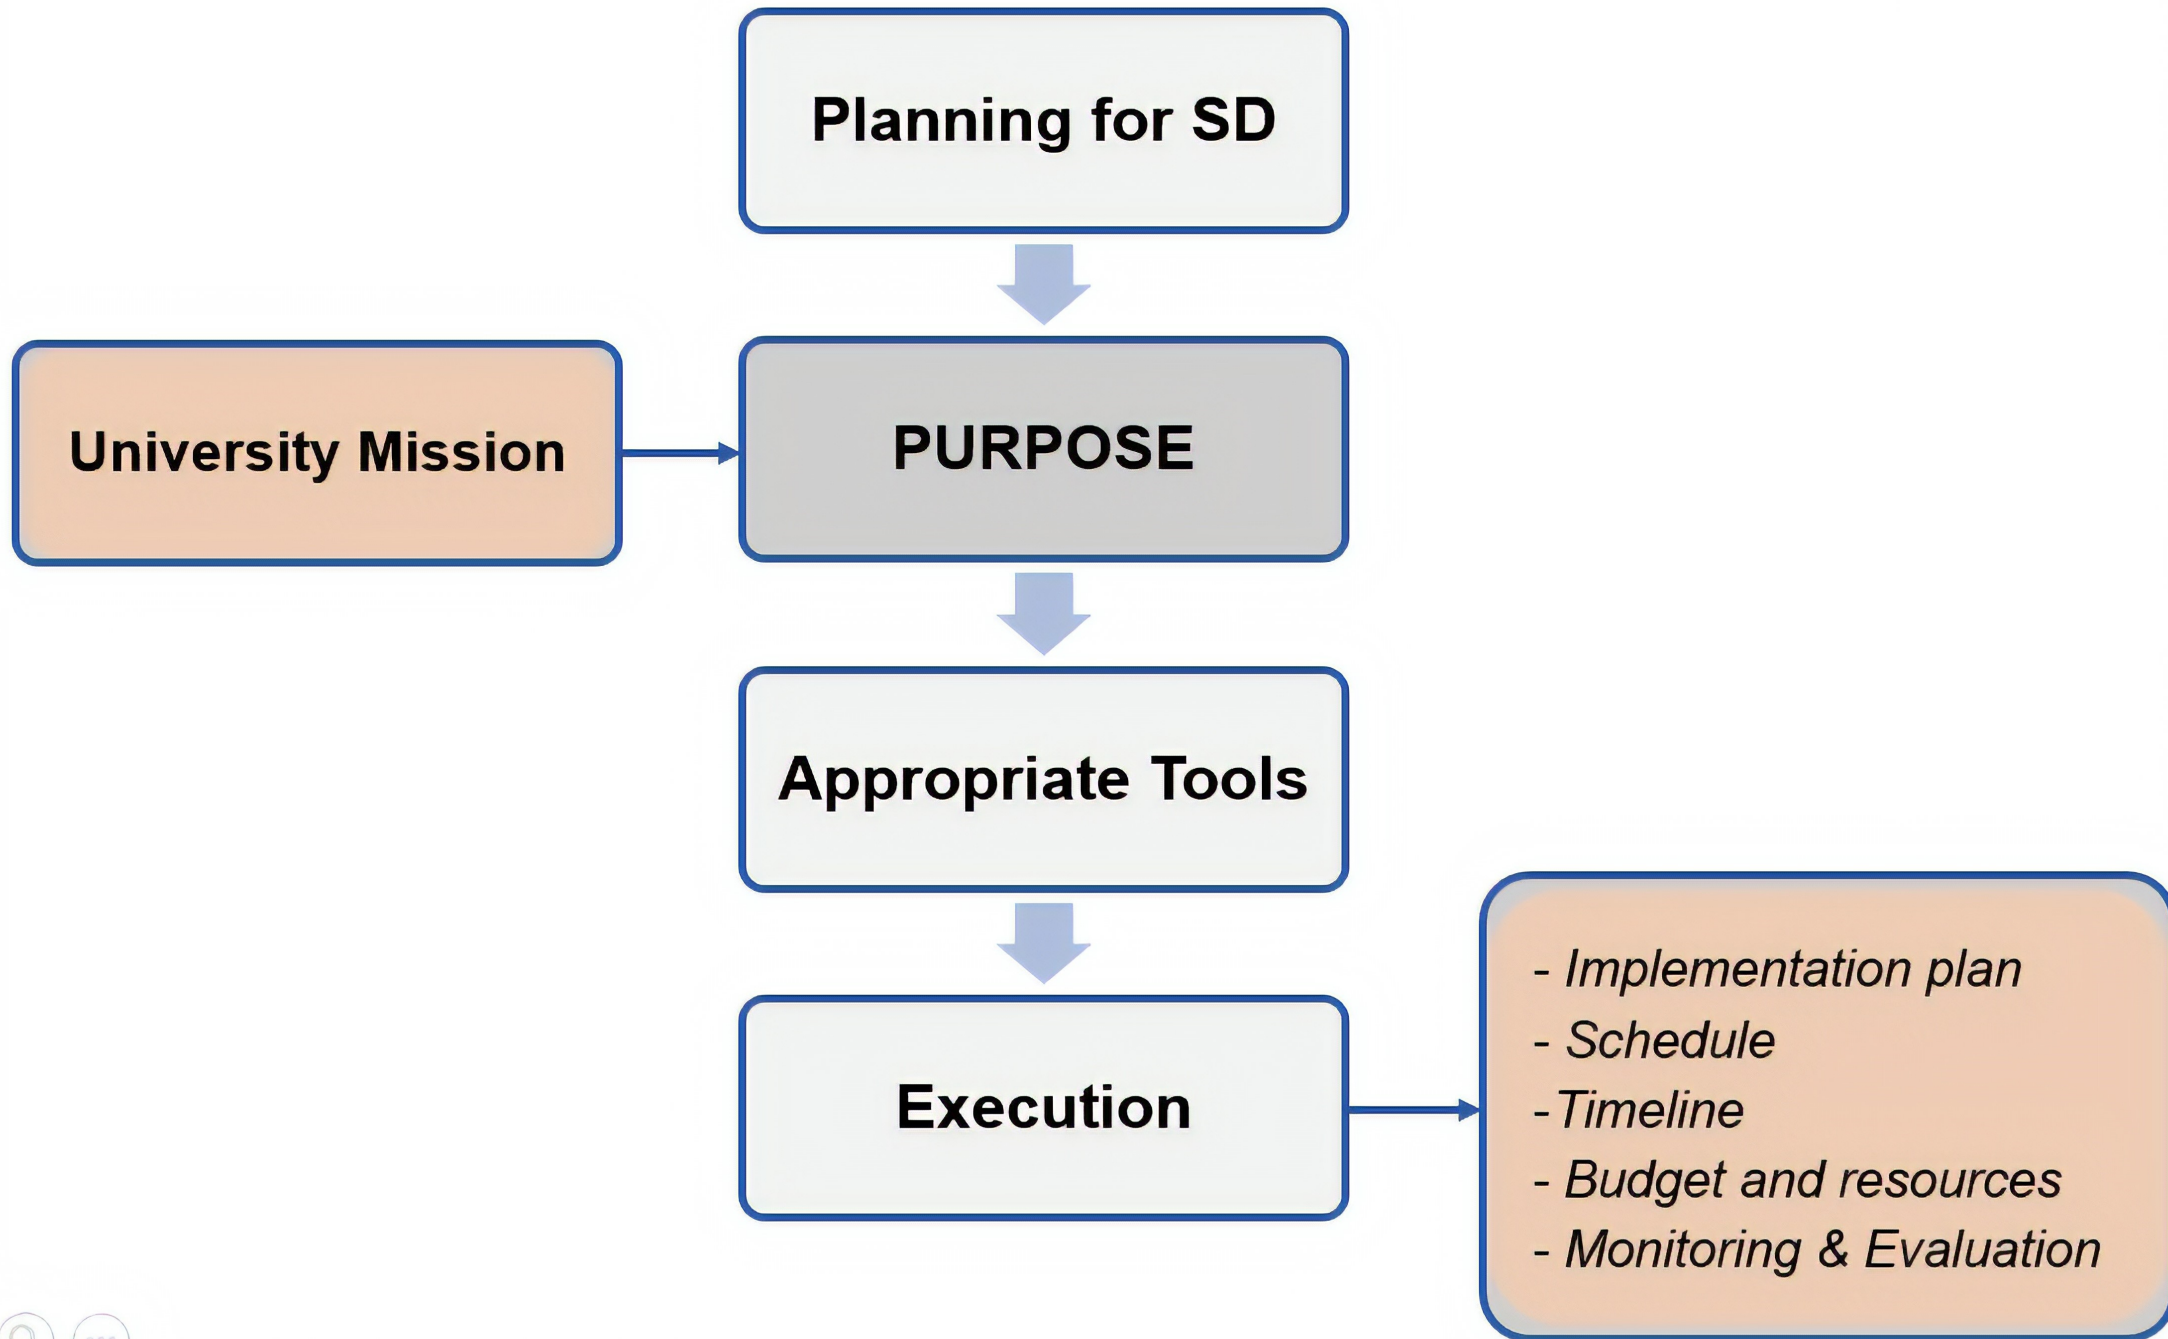 Planning for SD
University Mission
PURPOSE
Appropriate Tools
Execution
- Implementation plan
- Schedule
-Timeline
- Budget and resources
- Monitoring & Evaluation